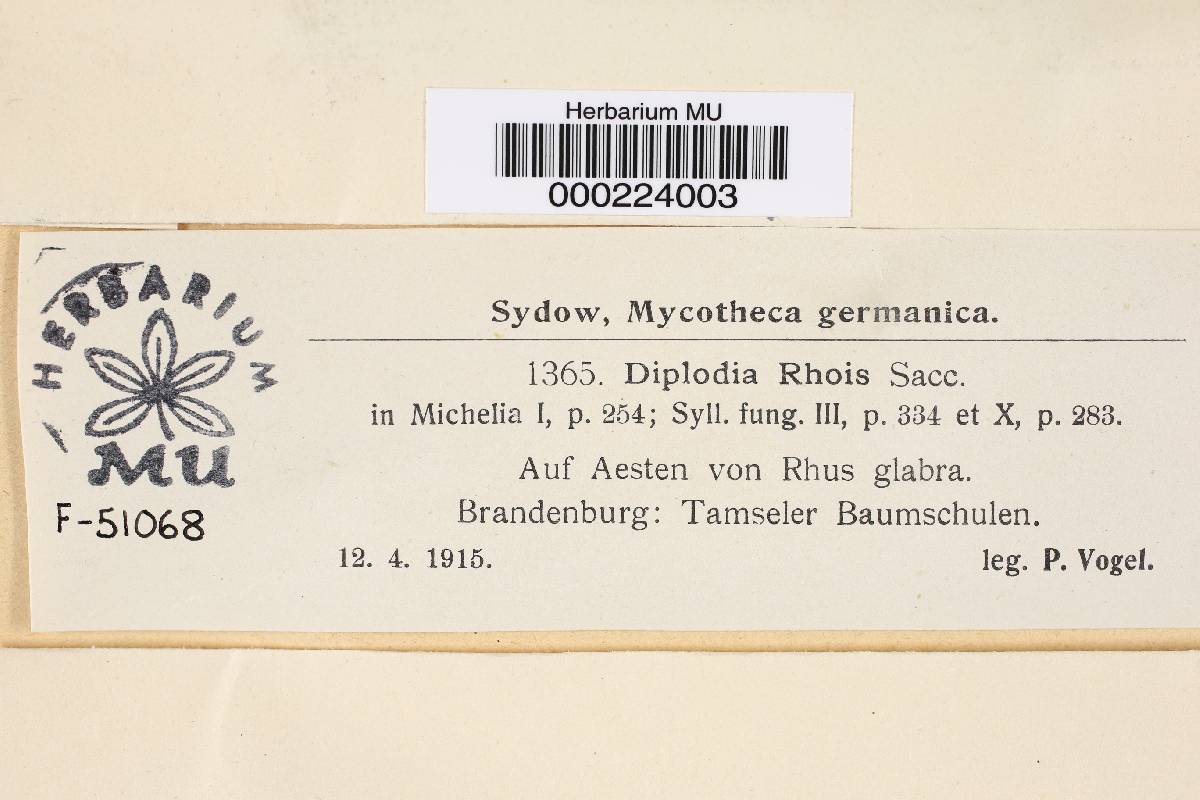 Herbarium MU
000224003
HERBARIUM
MU
F-51068
Sydow, Mycotheca germanica.
1365. Diplodia Rhois Sacc.
in Michelia I, p. 254; Syll. fung. III, p. 334 et X, p. 283.
Auf Aesten von Rhus glabra.
Brandenburg: Tamseler Baumschulen.
12. 4. 1915. leg. P. Vogel.